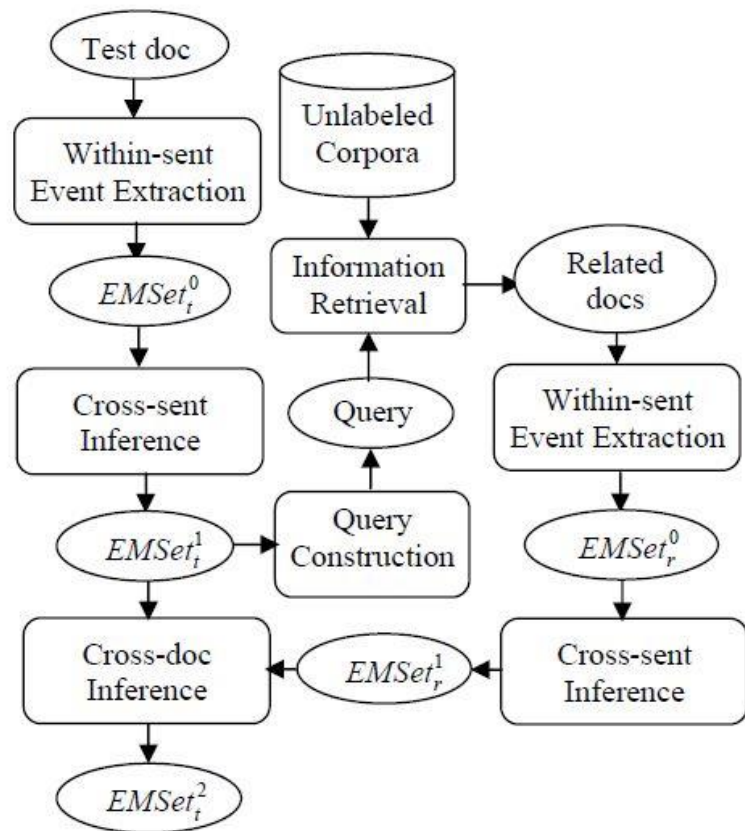 Test doc
Within-sent
Event Extraction
EMSet_t^0
Cross-sent
Inference
EMSet_t^1
Cross-doc
Inference
EMSet_t^2
Unlabeled
Corpora
Information
Retrieval
Query
Query
Construction
Related
docs
Within-sent
Event Extraction
EMSet_r^0
Cross-sent
Inference
EMSet_r^1